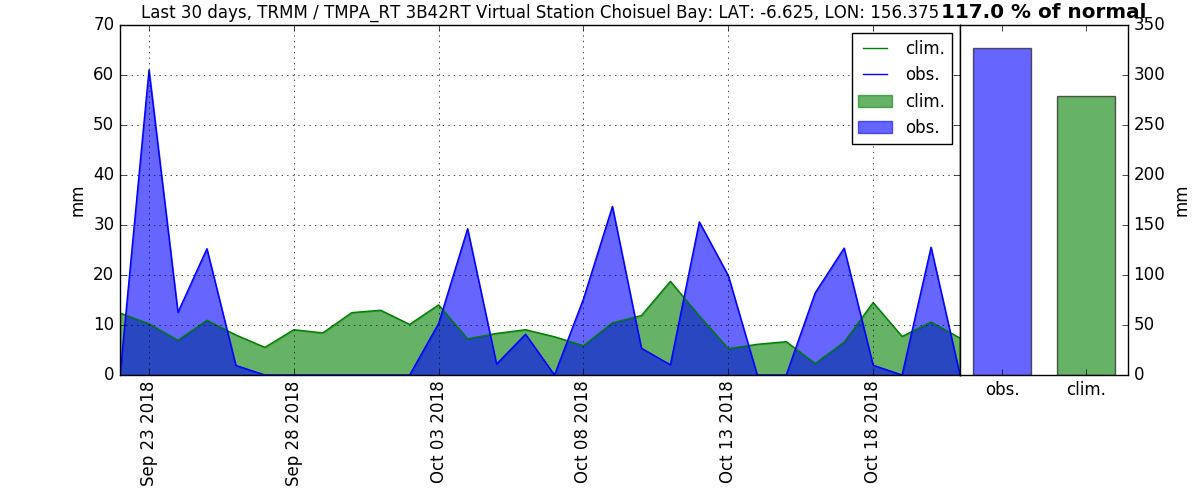 Last 30 days, TRMM / TMPA_RT 3B42RT Virtual Station Choisuel Bay: LAT: -6.625, LON: 156.375
117.0 % of normal
70
60
50
40
30
20
10
0
mm
clim.
obs.
clim.
obs.
350
300
250
200
150
100
50
0
mm
obs.
clim.
Sep 23 2018
Sep 28 2018
Oct 03 2018
Oct 08 2018
Oct 13 2018
Oct 18 2018